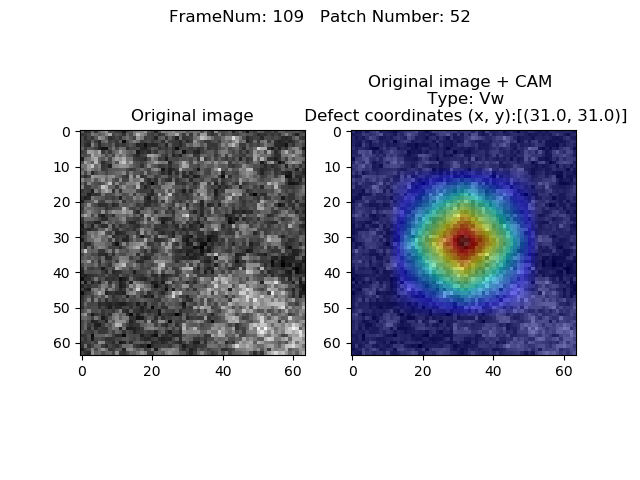 FrameNum: 109   Patch Number: 52
Original image
Original image + CAM
Type: Vw
Defect coordinates (x, y):[(31.0, 31.0)]
0
10
20
30
40
50
60
0 20 40 60
0
10
20
30
40
50
60
0 20 40 60